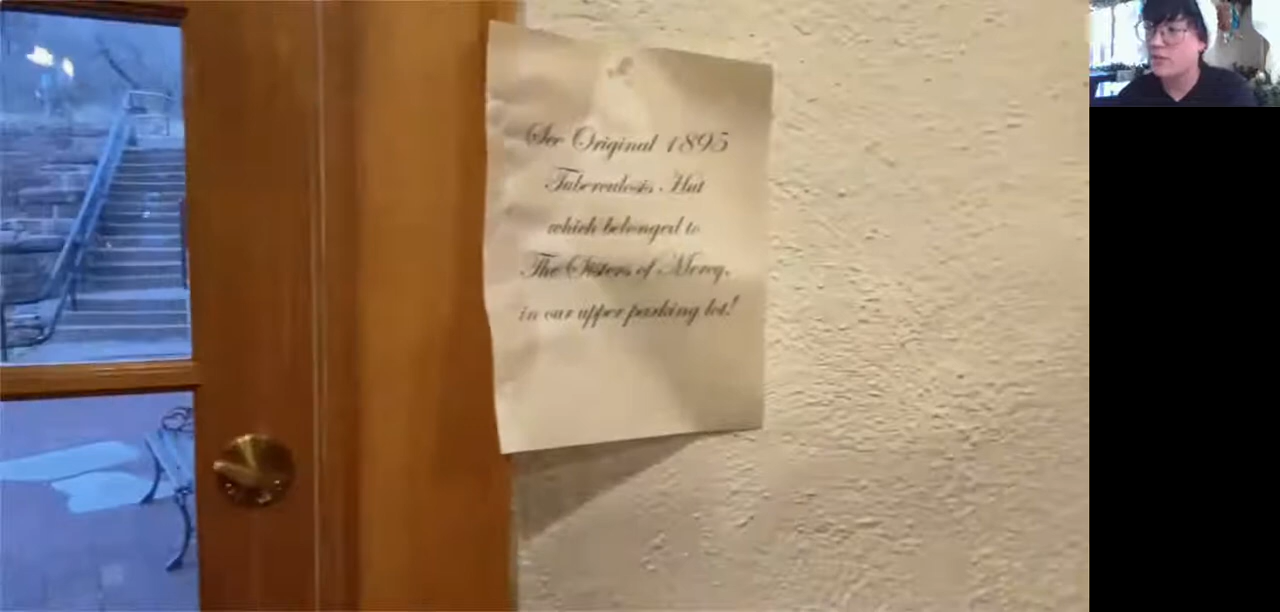 See Original 1895
Tuberculosis Hut
which belonged to
The Sisters of Mercy,
in our upper parking lot!